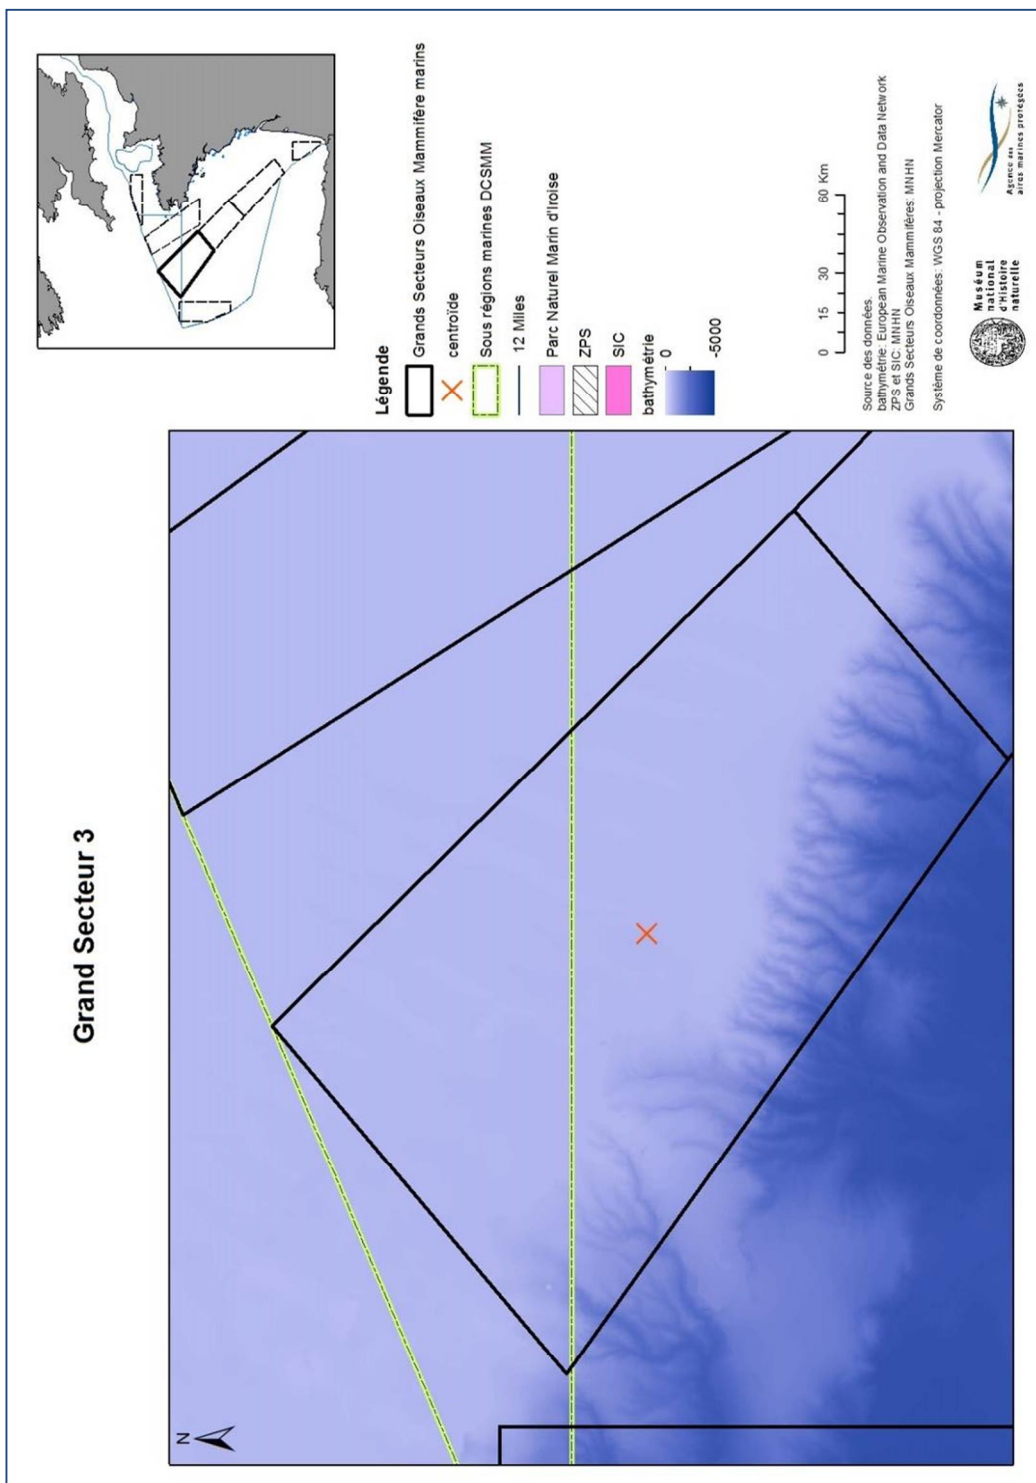 Grand Secteur 3
N
Légende
Grands Secteurs Oiseaux Mammifère marins
centroïde
Sous régions marines DCSMM
12 Miles
Parc Naturel Marin d'Iroise
ZPS
SIC
bathymétrie
0
-5000
0 15 30 60 Km
Source des données:
bathymétrie: European Marine Observation and Data Network
ZPS et SIC: MNHN
Grands Secteurs Oiseaux Mammifères: MNHN
Système de coordonnées: WGS 84 - projection Mercator
Muséum
national
d'Histoire
naturelle
Agence des
aires marines protégées